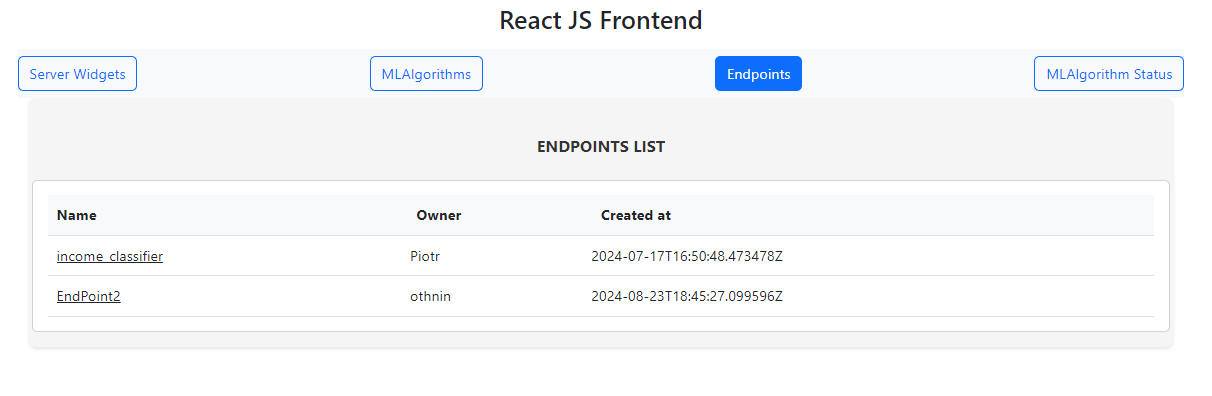 React JS Frontend
Server Widgets MLAlgorithms Endpoints MLAlgorithm Status
ENDPOINTS LIST
Name Owner Created at
income_classifier Piotr 2024-07-17T16:50:48.473478Z
EndPoint2 othnin 2024-08-23T18:45:27.099596Z